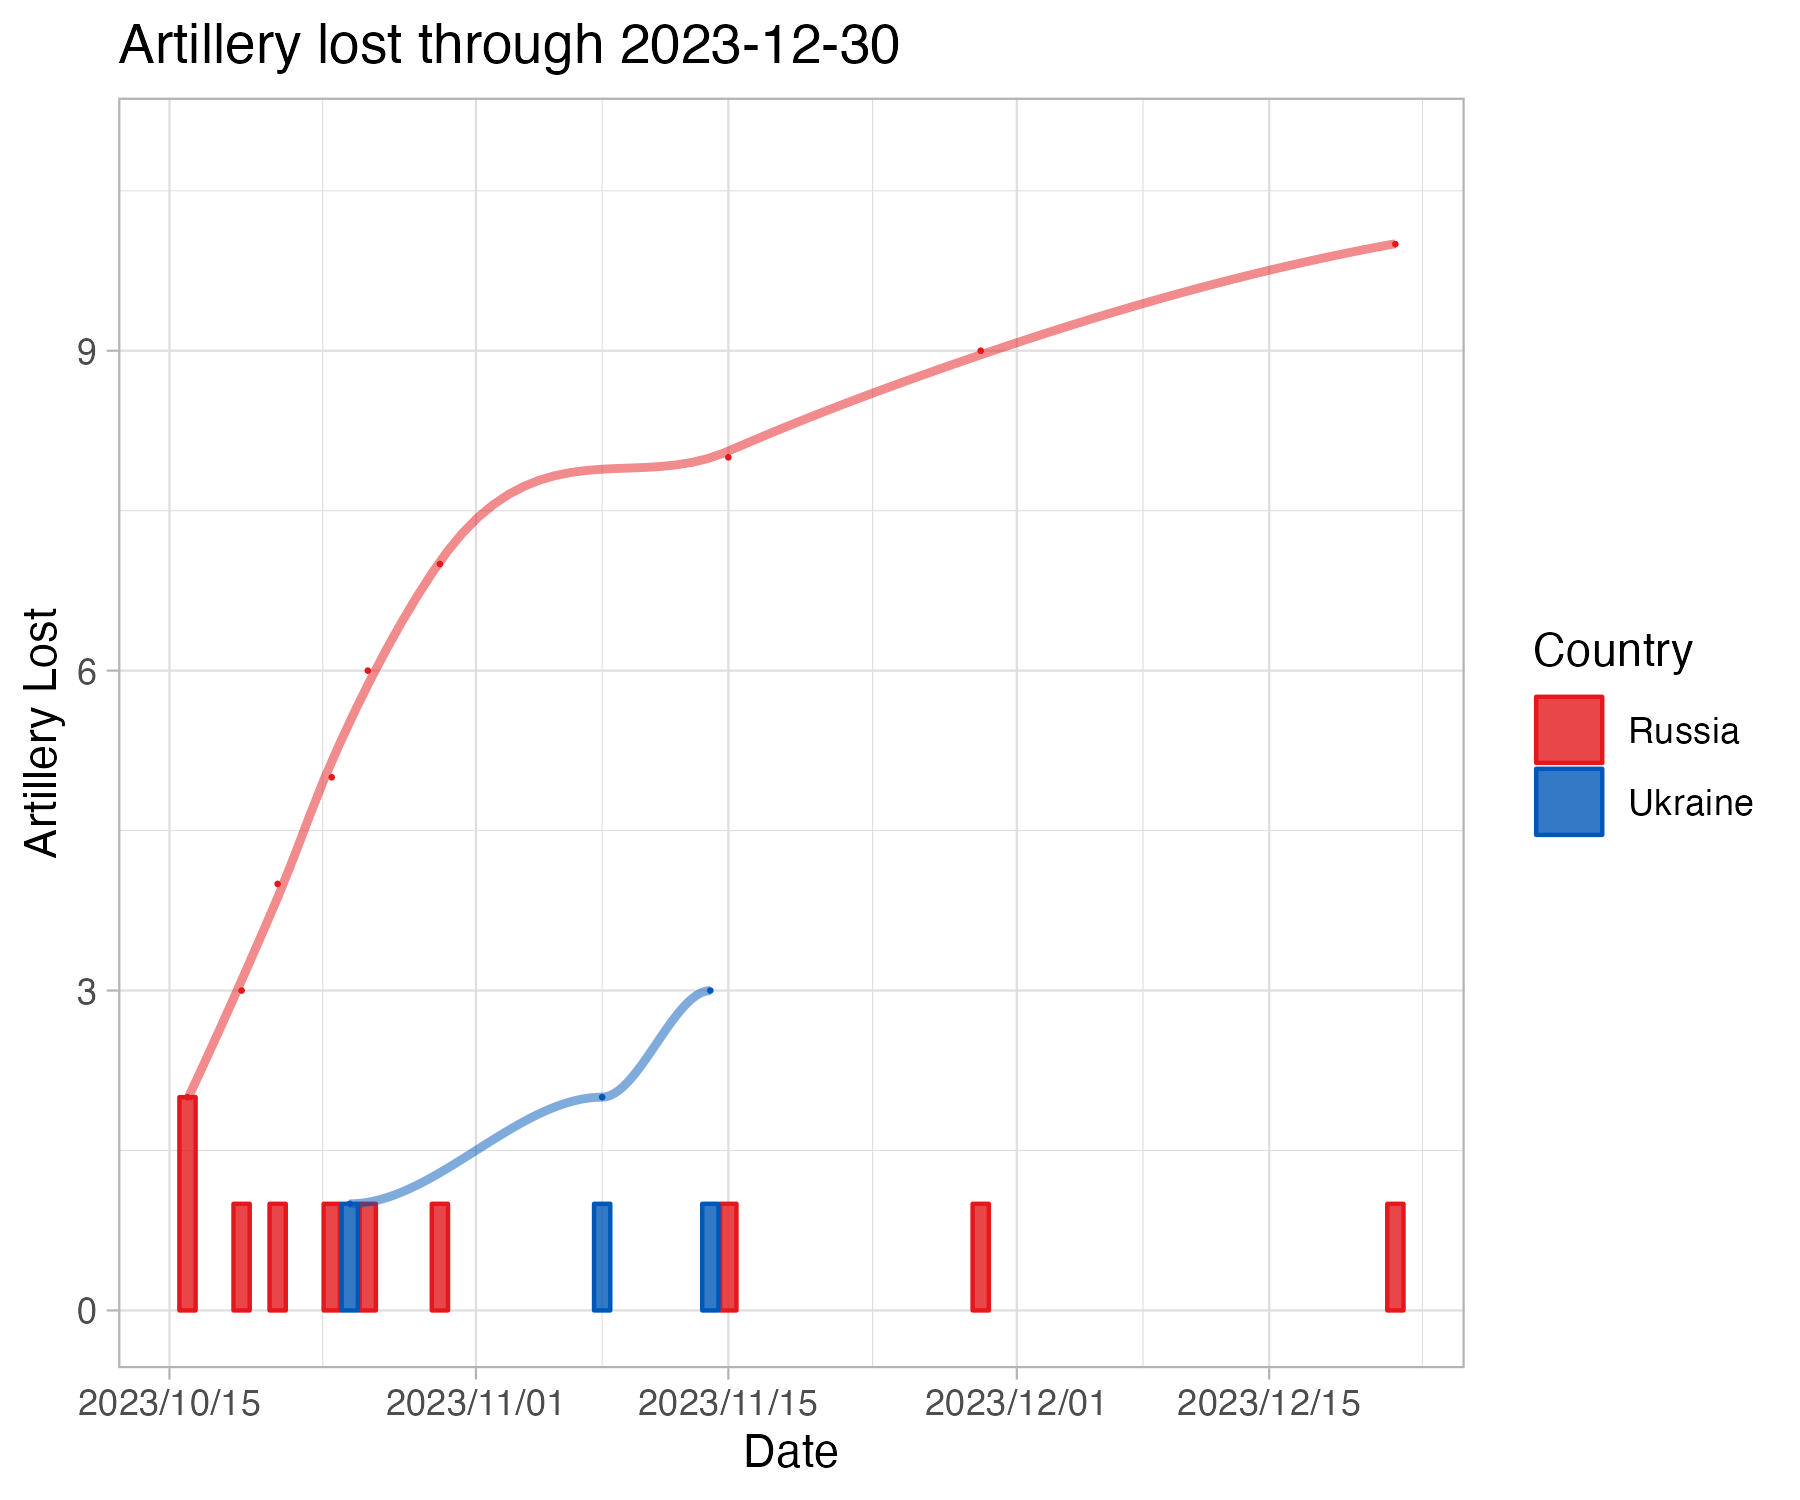 Artillery lost through 2023-12-30
Artillery Lost
9
6
3
0
2023/10/15
2023/11/01
2023/11/15
2023/12/01
2023/12/15
Date
Country
Russia
Ukraine